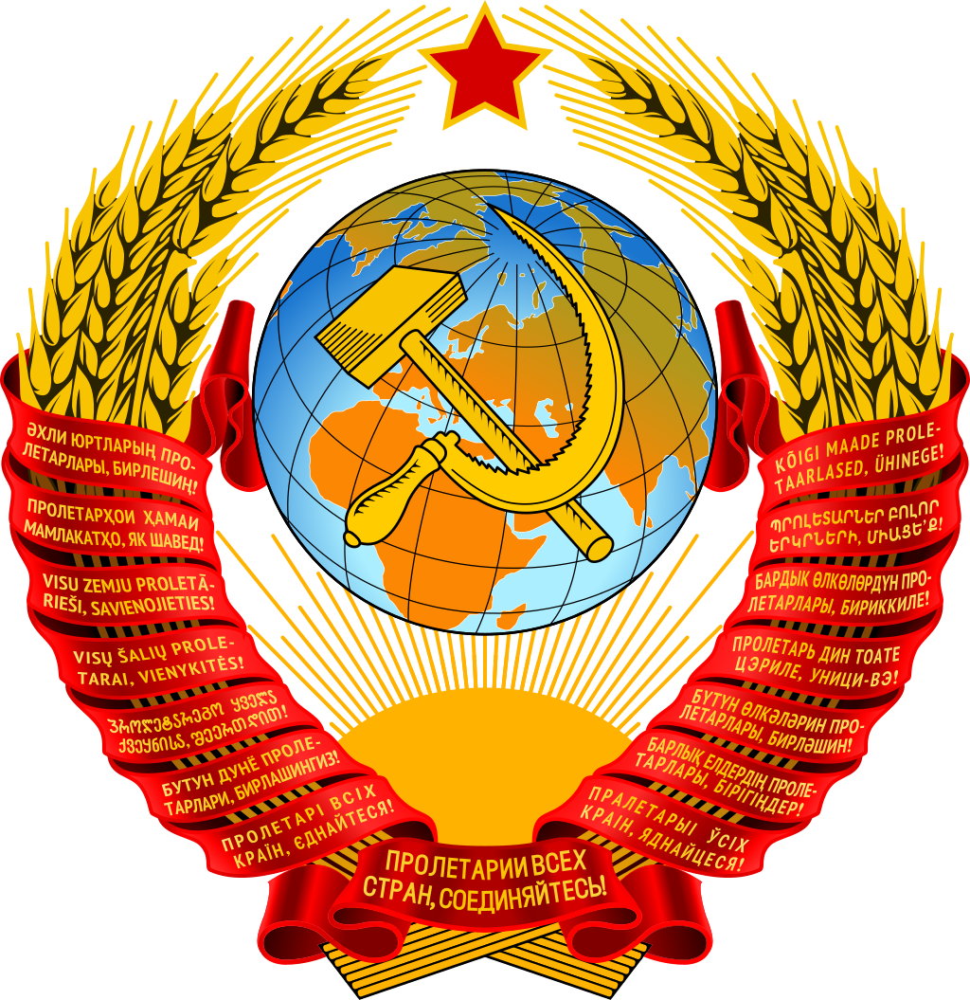 ӘХЛИ ЮРТЛАРЫҢ ПРО-
ЛЕТАРЛАРЫ, БИРЛЕШИҢ!
ПРОЛЕТАРҲОИ ҲАМАИ
МАМЛАКАТҲО, ЯК ШАВЕД!
VISU ZEMJU PROLETĀ-
RIEŠI, SAVIENOJIETIES!
VISŲ ŠALIŲ PROLE-
TARAI, VIENYKITĖS!
ᲞᲠᲝᲚᲔᲢᲐᲠᲔᲑᲝ ᲧᲕᲔᲚᲐ
ᲥᲕᲔᲧᲜᲘᲡᲐ, ᲨᲔᲔᲠᲗᲓᲘᲗ!
БУТУН ДУНЁ ПРОЛЕ-
ТАРЛАРИ, БИРЛАШИНГИЗ!
ПРОЛЕТАРІ ВСІХ
КРАЇН, ЄДНАЙТЕСЯ!
ПРОЛЕТАРИИ ВСЕХ
СТРАН, СОЕДИНЯЙТЕСЬ!
KÕIGI MAADE PROLE-
TAARLASED, ÜHINEGE!
ՊՐՈԼԵՏԱՐՆԵՐ ԲՈԼՈՐ
ԵՐԿՐՆԵՐԻ, ՄԻԱՑԵ՛Ք!
БАРДЫК ӨЛКӨЛӨРДҮН ПРО-
ЛЕТАРЛАРЫ, БИРИККИЛЕ!
ПРОЛЕТАРЬ ДИН ТОАТЕ
ЦЭРИЛЕ, УНИЦИ-ВЭ!
БҮТҮН ӨЛКӘЛӘРИН ПРО-
ЛЕТАРЛАРЫ, БИРЛӘШИН!
БАРЛЫҚ ЕЛДЕРДІҢ ПРОЛЕ-
ТАРЛАРЫ, БІРІГІҢДЕР!
ПРАЛЕТАРЫІ ЎСІХ
КРАІН, ЯДНАЙЦЕСЯ!